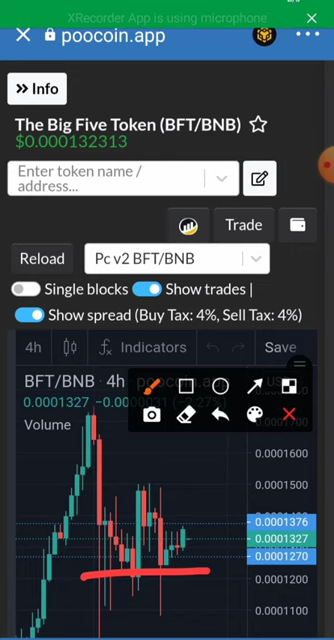 XRecorder App is using microphone
poocoin.app
Info
The Big Five Token (BFT/BNB)
$0.000132313
Enter token name /
address...
Trade
Reload
Pc v2 BFT/BNB
Single blocks
Show trades |
Show spread (Buy Tax: 4%, Sell Tax: 4%)
4h
Indicators
Save
BFT/BNB · 4h
0.0001327
Volume
0.0001600
0.0001500
0.0001376
0.0001327
0.0001270
0.0001200
0.0001100